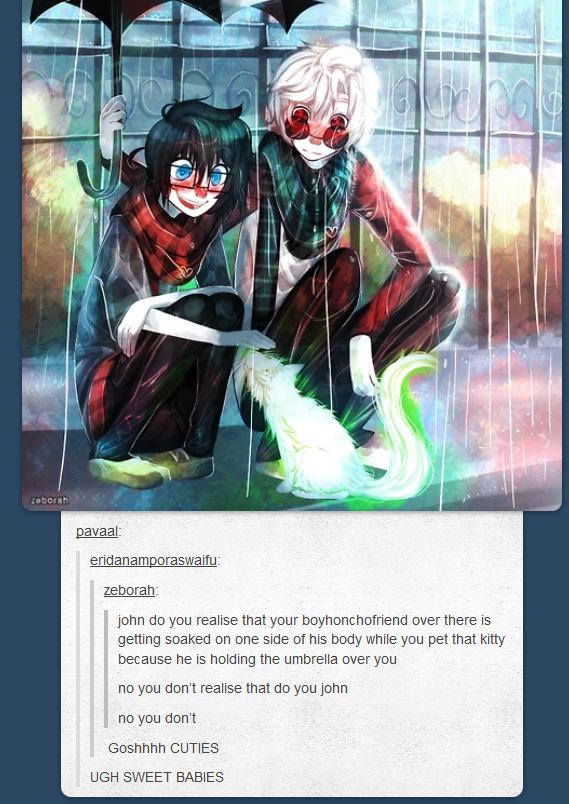 zeborah
pavaal:
eridanamporaswaifu:
zeborah:
john do you realise that your boyhonchofriend over there is
getting soaked on one side of his body while you pet that kitty
because he is holding the umbrella over you
no you don't realise that do you john
no you don't
Goshhhh CUTIES
UGH SWEET BABIES